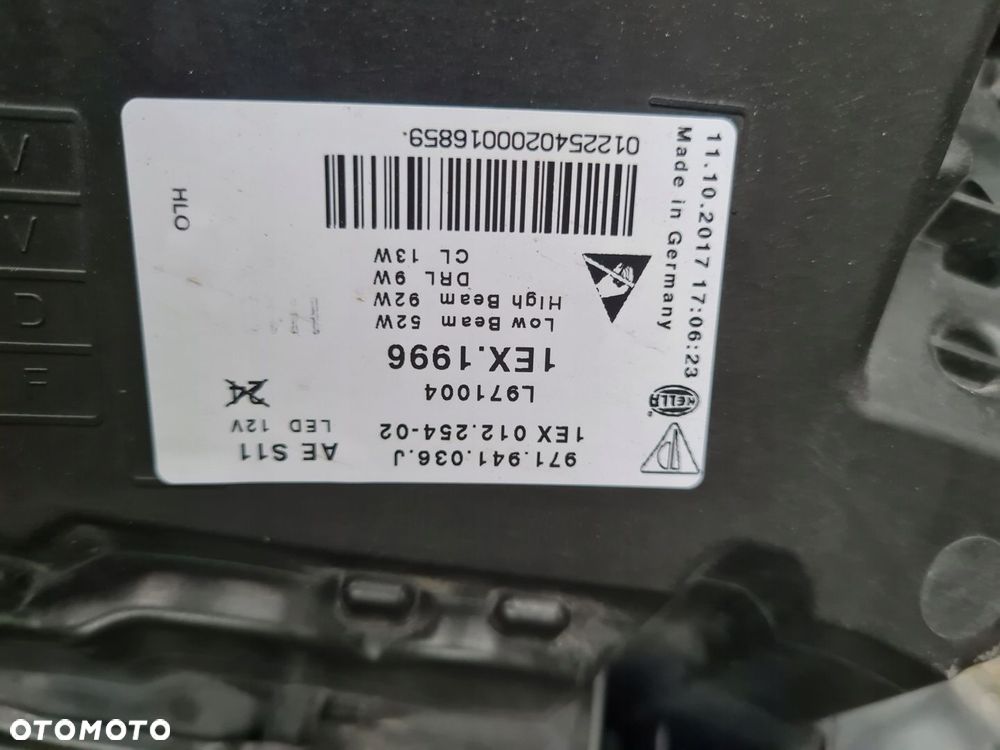 971.941.036.J
1EX 012.254-02
L971004
1EX.1996
Low Beam 52W
High Beam 92W
DRL 9W
CL 13W
AE S11
LED 12V
24
HLO
01225402000016859.
11.10.2017 17:06:23
Made in Germany
HELLA
V
V
D
F
OTOMOTO